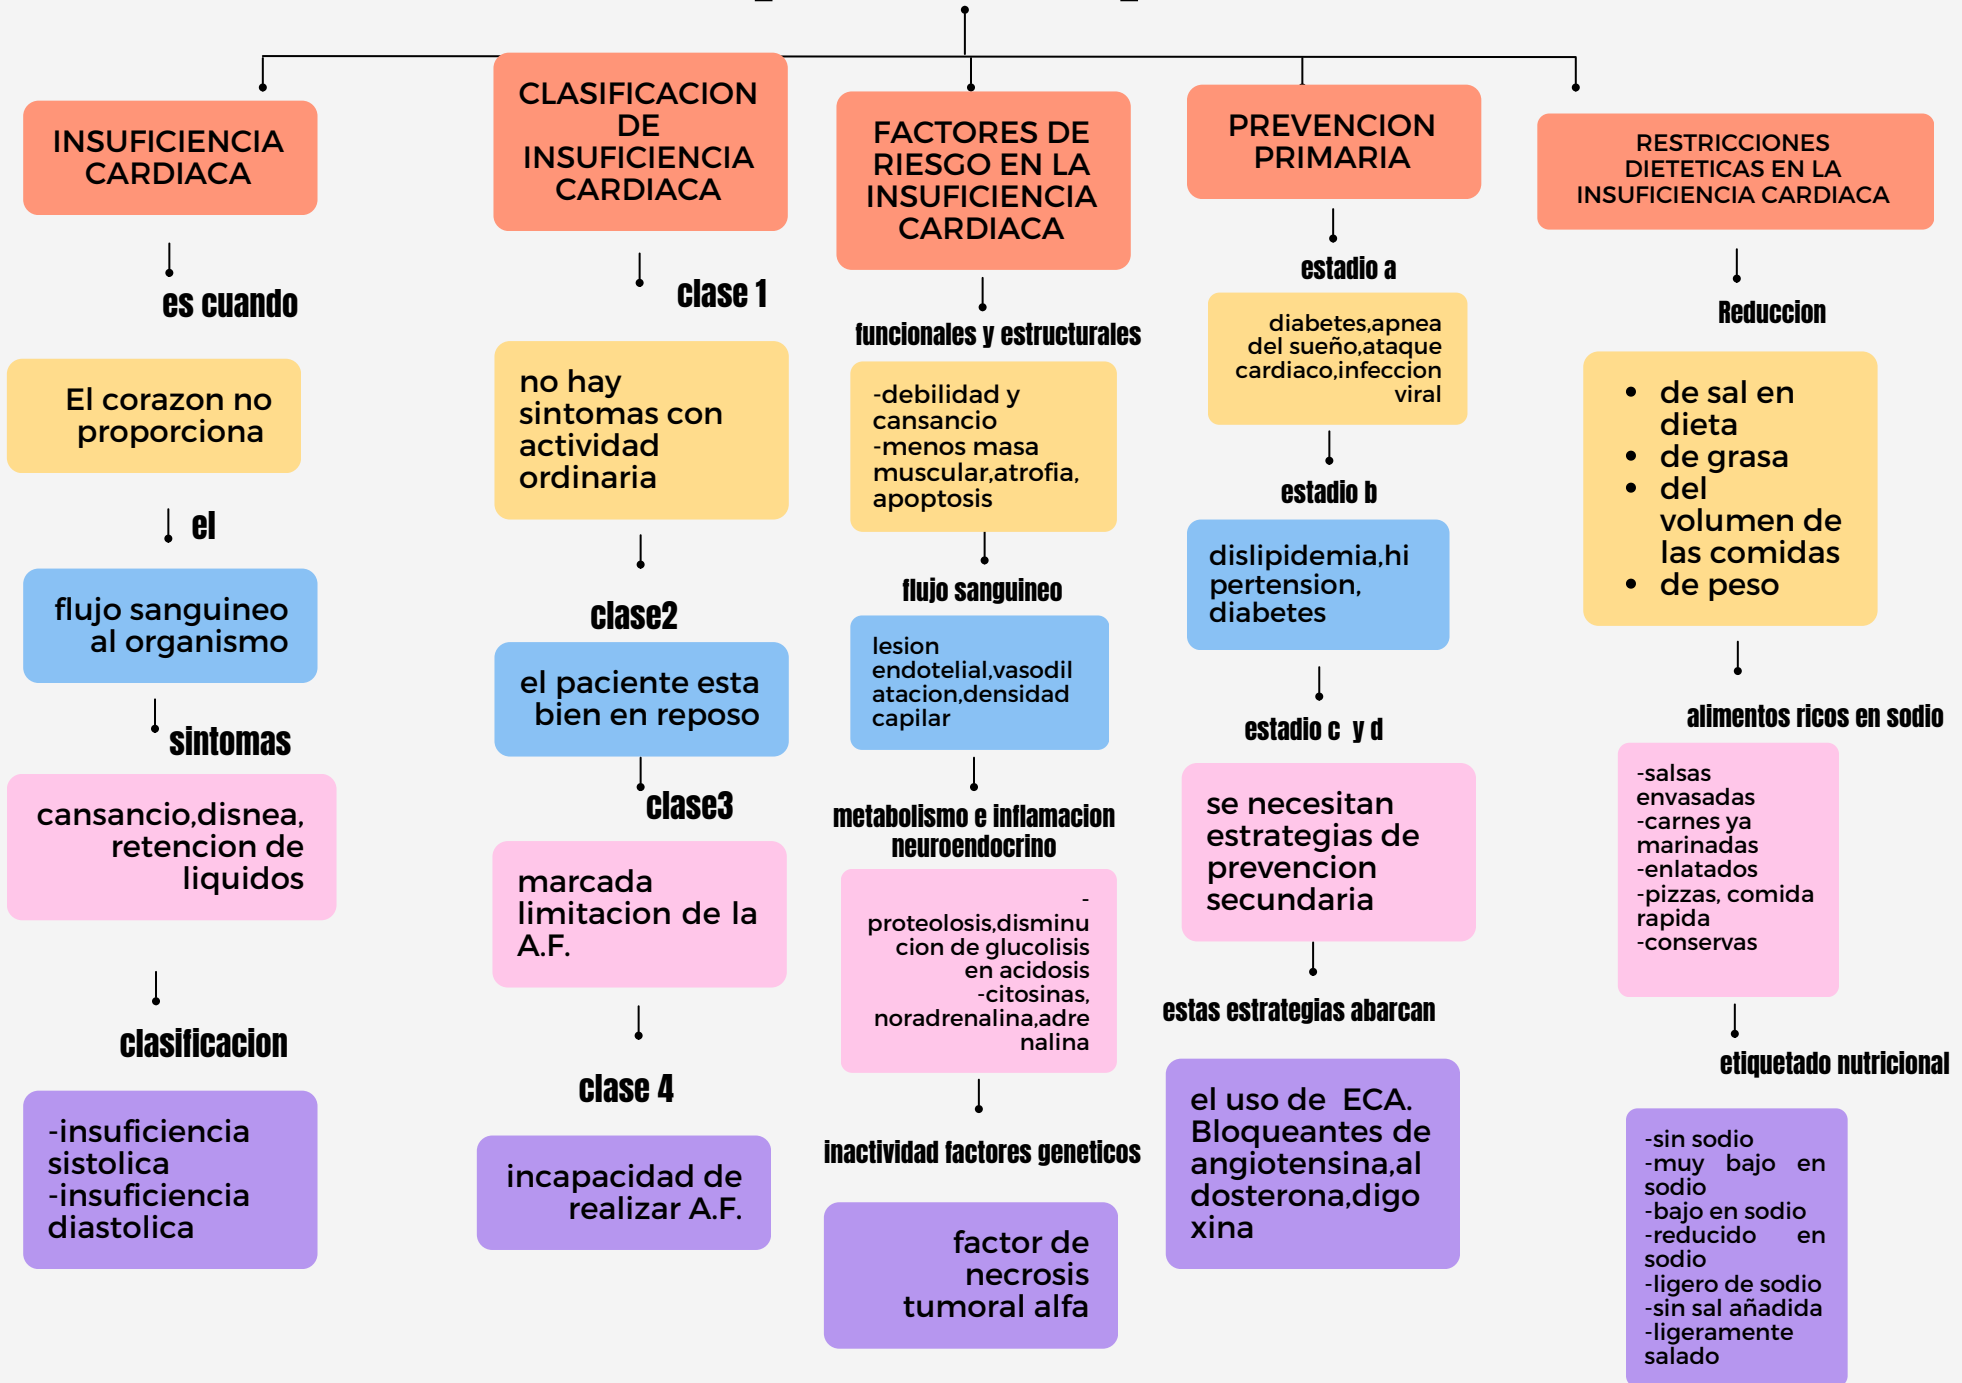 INSUFICIENCIA
CARDIACA
es cuando
El corazon no
proporciona
el
flujo sanguineo
al organismo
sintomas
cansancio,disnea,
retencion de
liquidos
clasificacion
-insuficiencia
sistolica
-insuficiencia
diastolica
CLASIFICACION
DE
INSUFICIENCIA
CARDIACA
clase 1
no hay
sintomas con
actividad
ordinaria
clase2
el paciente esta
bien en reposo
clase3
marcada
limitacion de la
A.F.
clase 4
incapacidad de
realizar A.F.
FACTORES DE
RIESGO EN LA
INSUFICIENCIA
CARDIACA
funcionales y estructurales
-debilidad y
cansancio
-menos masa
muscular,atrofia,
apoptosis
flujo sanguineo
lesion
endotelial,vasodil
atacion,densidad
capilar
metabolismo e inflamacion
neuroendocrino
-
proteolosis,disminu
cion de glucolisis
en acidosis
-citosinas,
noradrenalina,adre
nalina
inactividad factores geneticos
factor de
necrosis
tumoral alfa
PREVENCION
PRIMARIA
estadio a
diabetes,apnea
del sueño,ataque
cardiaco,infeccion
viral
estadio b
dislipidemia,hi
pertension,
diabetes
estadio c y d
se necesitan
estrategias de
prevencion
secundaria
estas estrategias abarcan
el uso de ECA.
Bloqueantes de
angiotensina,al
dosterona,digo
xina
RESTRICCIONES
DIETETICAS EN LA
INSUFICIENCIA CARDIACA
Reduccion
• de sal en
dieta
• de grasa
• del
volumen de
las comidas
• de peso
alimentos ricos en sodio
-salsas
envasadas
-carnes ya
marinadas
-enlatados
-pizzas, comida
rapida
-conservas
etiquetado nutricional
-sin sodio
-muy bajo en
sodio
-bajo en sodio
-reducido en
sodio
-ligero de sodio
-sin sal añadida
-ligeramente
salado